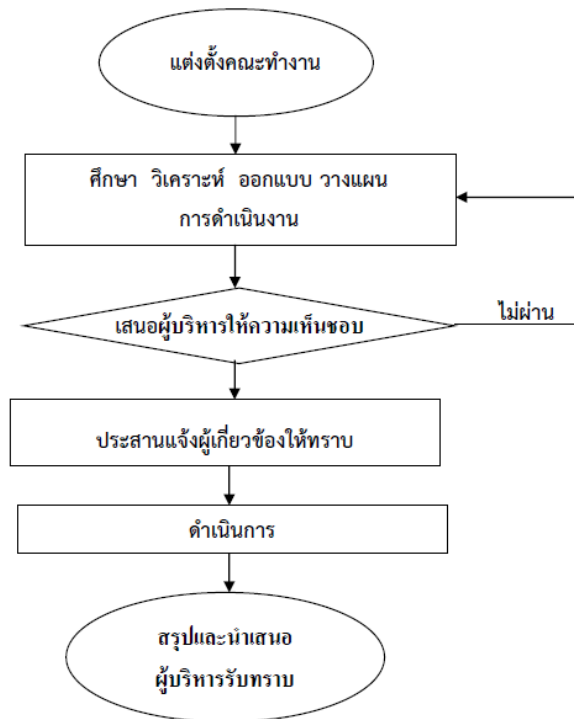 แต่งตั้งคณะทำงาน
ศึกษา วิเคราะห์ ออกแบบ วางแผน
การดำเนินงาน
เสนอผู้บริหารให้ความเห็นชอบ
ไม่ผ่าน
ประสานแจ้งผู้เกี่ยวข้องให้ทราบ
ดำเนินการ
สรุปและนำเสนอ
ผู้บริหารรับทราบ